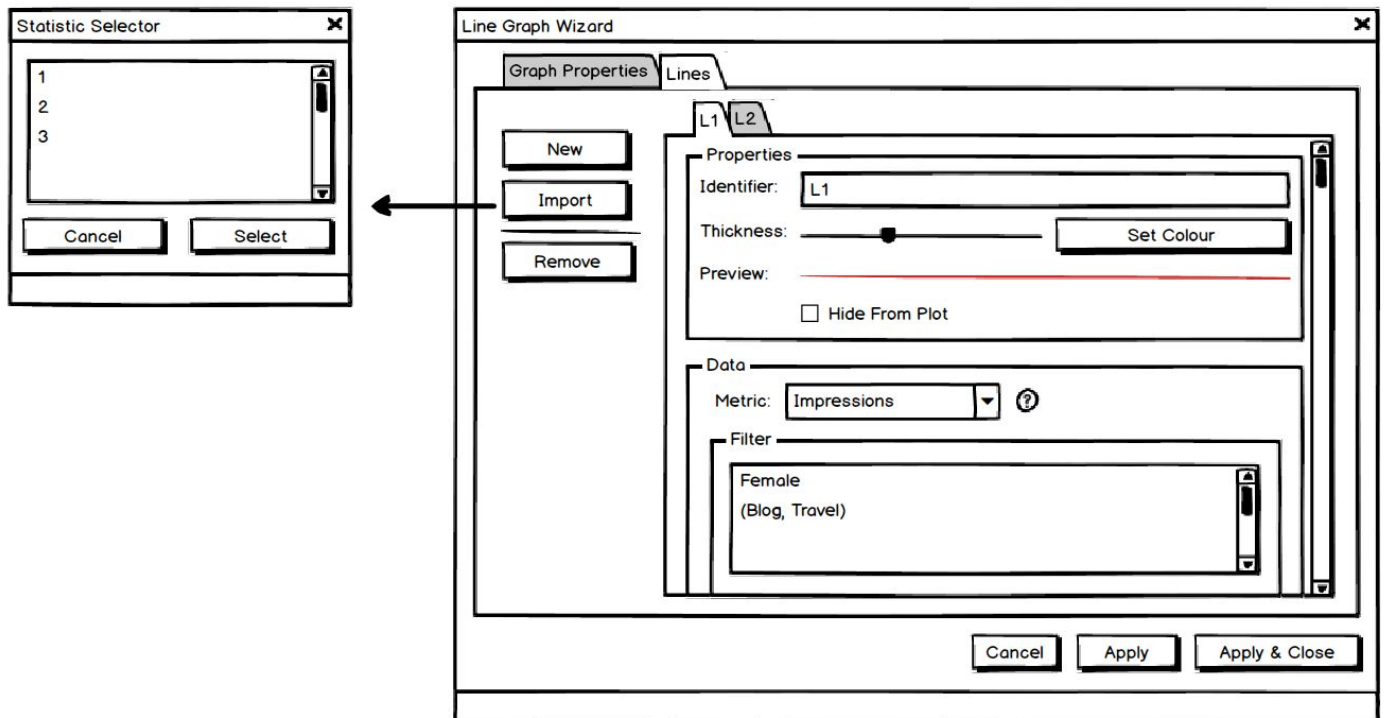 Statistic Selector
1
2
3
Cancel
Select
Line Graph Wizard
Graph Properties
Lines
New
Import
Remove
L1
L2
Properties
Identifier:
L1
Thickness:
Set Colour
Preview:
Hide From Plot
Data
Metric:
Impressions
?
Filter
Female
(Blog, Travel)
Cancel
Apply
Apply & Close